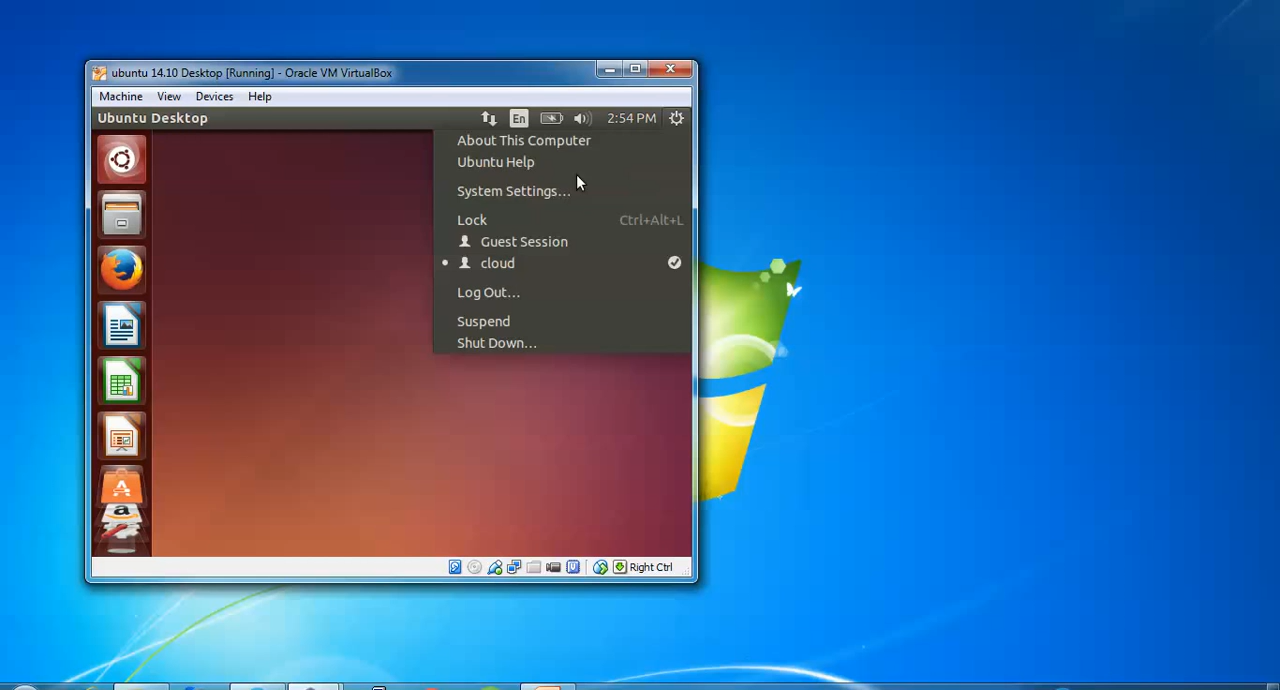 ubuntu 14.10 Desktop [Running] - Oracle VM VirtualBox
Machine View Devices Help
Ubuntu Desktop En 2:54 PM
About This Computer
Ubuntu Help
System Settings...
Lock Ctrl+Alt+L
Guest Session
cloud
Log Out...
Suspend
Shut Down...
Right Ctrl